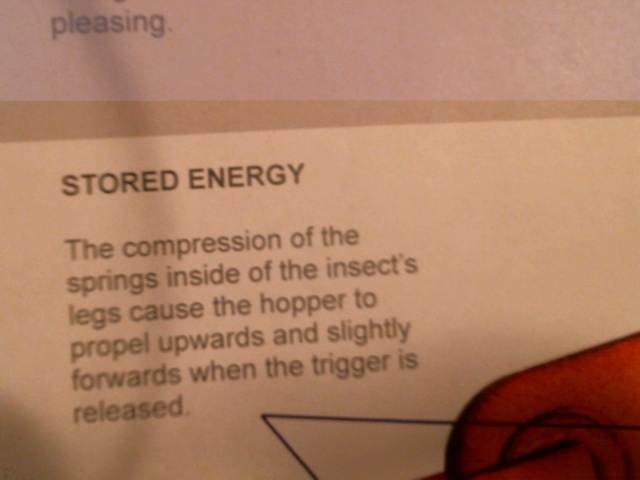 pleasing.
STORED ENERGY
The compression of the
springs inside of the insect's
legs cause the hopper to
propel upwards and slightly
forwards when the trigger is
released.